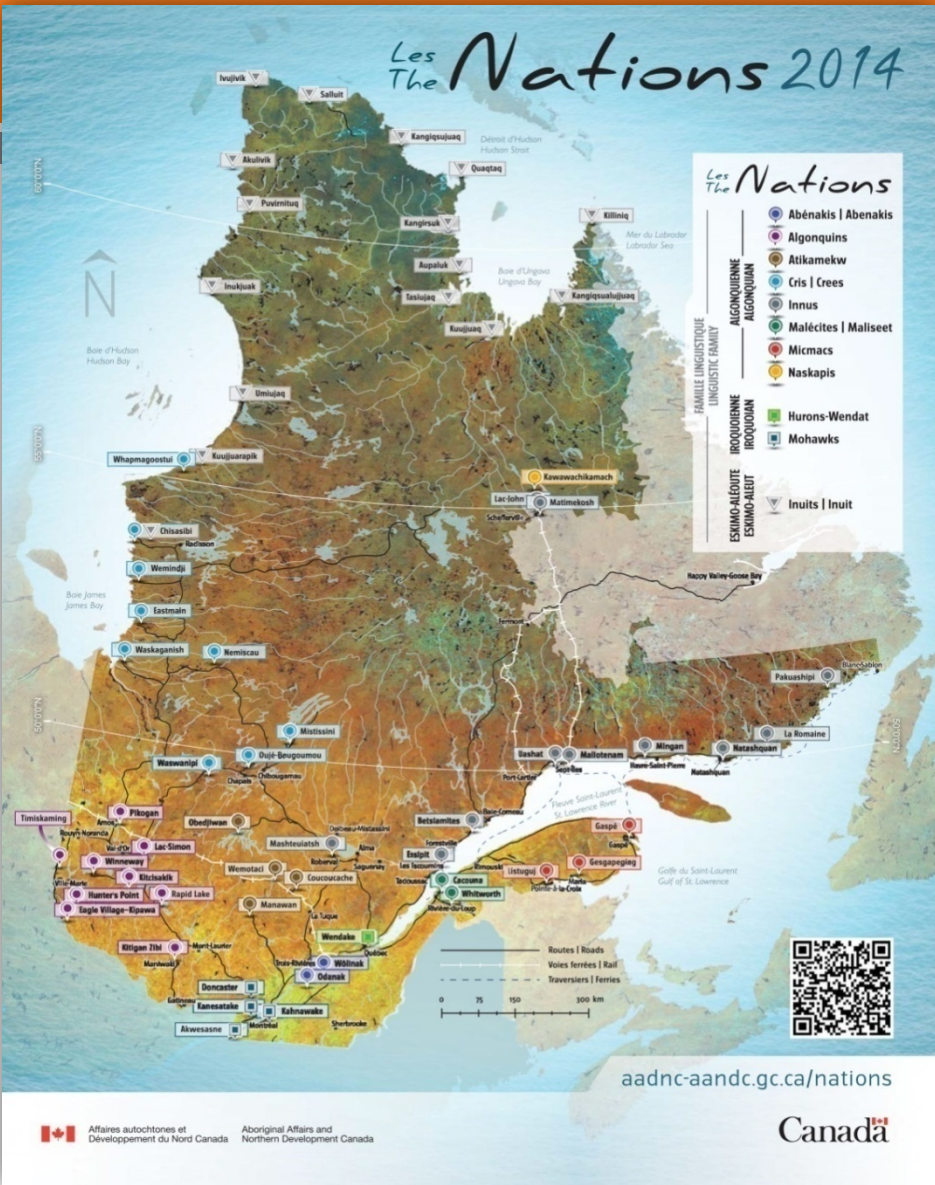 Les
The Nations 2014
Ivujivik
Salluit
Kangiqsujuaq
Détroit d'Hudson
Hudson Strait
Akulivik
Quaqtaq
60°00'N
Puvirnituq
Kangirsuk
Killiniq
Mer du Labrador
Labrador Sea
Aupaluk
Baie d'Ungava
Ungava Bay
Inukjuak
Tasiujaq
Kangiqsualujjuaq
N
Kuujjuaq
Baie d'Hudson
Hudson Bay
Umiujaq
Whapmagoostui
Kuujjuarapik
Kawawachikamach
Lac-John
Matimekosh
Schefferville
Chisasibi
Radisson
Wemindji
Happy Valley-Goose Bay
Baie James
James Bay
Eastmain
Fermont
Waskaganish
Nemiscau
Blanc-Sablon
Pakuashipi
Mistissini
La Romaine
Oujé-Bougoumou
Waswanipi
Chibougamau
Chapais
Uashat
Maliotenam
Mingan
Natashquan
Port-Cartier
Sept-Îles
Havre-Saint-Pierre
Natashquan
50°00'N
Fleuve Saint-Laurent
St. Lawrence River
Timiskaming
Pikogan
Amos
Rouyn-Noranda
Obedjiwan
Dolbeau-Mistassini
Betsiamites
Baie-Comeau
Gaspé
Gaspé
Val-d'Or
Lac-Simon
Mashteuiatsh
Roberval
Alma
Saguenay
Forestville
Essipit
Les Escoumins
Rimouski
Winneway
Wemotaci
Coucoucache
Tadoussac
Cacouna
Listuguj
Gesgapegiag
Maria
Pointe-à-la-Croix
Kitcisakik
Ville-Marie
Hunter's Point
Rapid Lake
Whitworth
Rivière-du-Loup
Golfe du Saint-Laurent
Gulf of St. Lawrence
Eagle Village-Kipawa
Manawan
La Tuque
Wendake
Québec
Kitigan Zibi
Mont-Laurier
Maniwaki
Trois-Rivières
Wôlinak
Odanak
Doncaster
Gatineau
Kanesatake
Kahnawake
Akwesasne
Montréal
Sherbrooke
Les
The Nations
FAMILLE LINGUISTIQUE
LINGUISTIC FAMILY
ALGONQUIENNE
ALGONQUIAN
Abénakis | Abenakis
Algonquins
Atikamekw
Cris | Crees
Innus
Malécites | Maliseet
Micmacs
Naskapis
IROQUOIENNE
IROQUOIAN
Hurons-Wendat
Mohawks
ESKIMO-ALÉOUTE
ESKIMO-ALEUT
Inuits | Inuit
Routes | Roads
Voies ferrées | Rail
Traversiers | Ferries
0 75 150 300 km
aadnc-aandc.gc.ca/nations
Affaires autochtones et
Développement du Nord Canada
Aboriginal Affairs and
Northern Development Canada
Canada